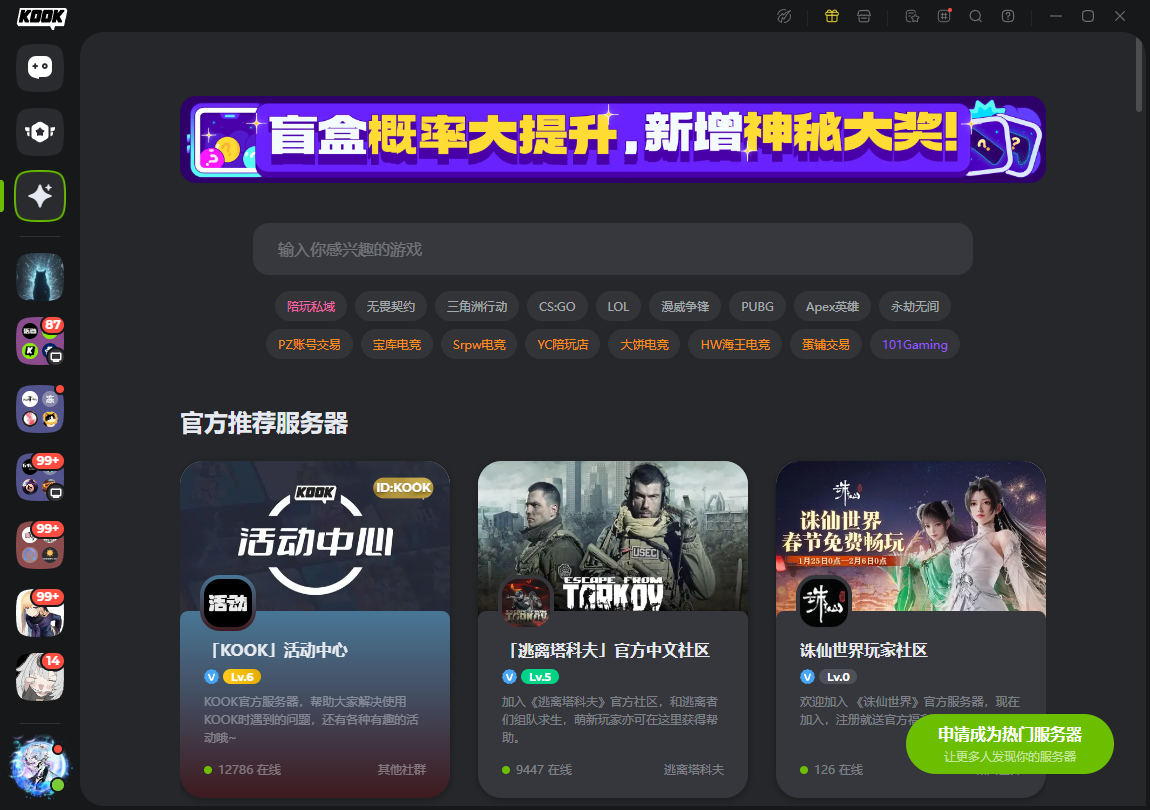 KOOK
盲盒概率大提升,新增神秘大奖!
输入你感兴趣的游戏
陪玩私域
无畏契约
三角洲行动
CS:GO
LOL
漫威争锋
PUBG
Apex英雄
永劫无间
PZ账号交易
宝库电竞
Srpw电竞
YC陪玩店
大饼电竞
HW海王电竞
蛋铺交易
101Gaming
87
99+
99+
99+
14
官方推荐服务器
KOOK
ID:KOOK
活动中心
活动
「KOOK」活动中心
V Lv.6
KOOK官方服务器，帮助大家解决使用
KOOK时遇到的问题，还有各种有趣的活
动哦~
12786 在线
其他社群
USEC
ESCAPE FROM
TARKOV
TARKOV
「逃离塔科夫」官方中文社区
V Lv.5
加入《逃离塔科夫》官方社区，和逃离者
们组队求生，萌新玩家亦可在这里获得帮
助。
9447 在线
逃离塔科夫
诛仙
诛仙世界
春节免费畅玩
1月25日0点—2月6日0点
诛仙
诛仙世界玩家社区
V Lv.0
欢迎加入 《诛仙世界》官方服务器，现在
加入，注册就送官方福
126 在线
申请成为热门服务器
让更多人发现你的服务器